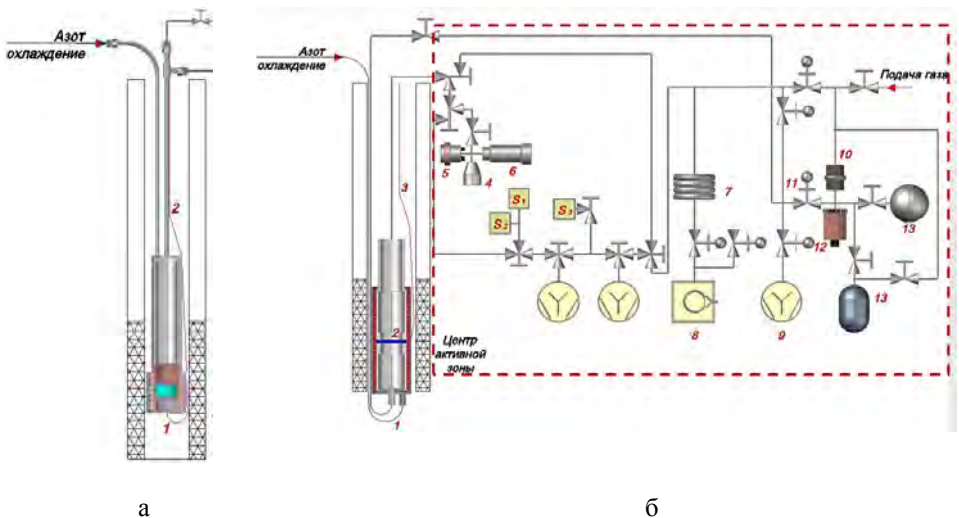 Азот
охлаждение
2
1
а
Азот
охлаждение
Подача газа
10
5
6
4
3
7
11
S₁
S₂
S₃
12
13
13
2
Центр
активной
зоны
8
9
1
б